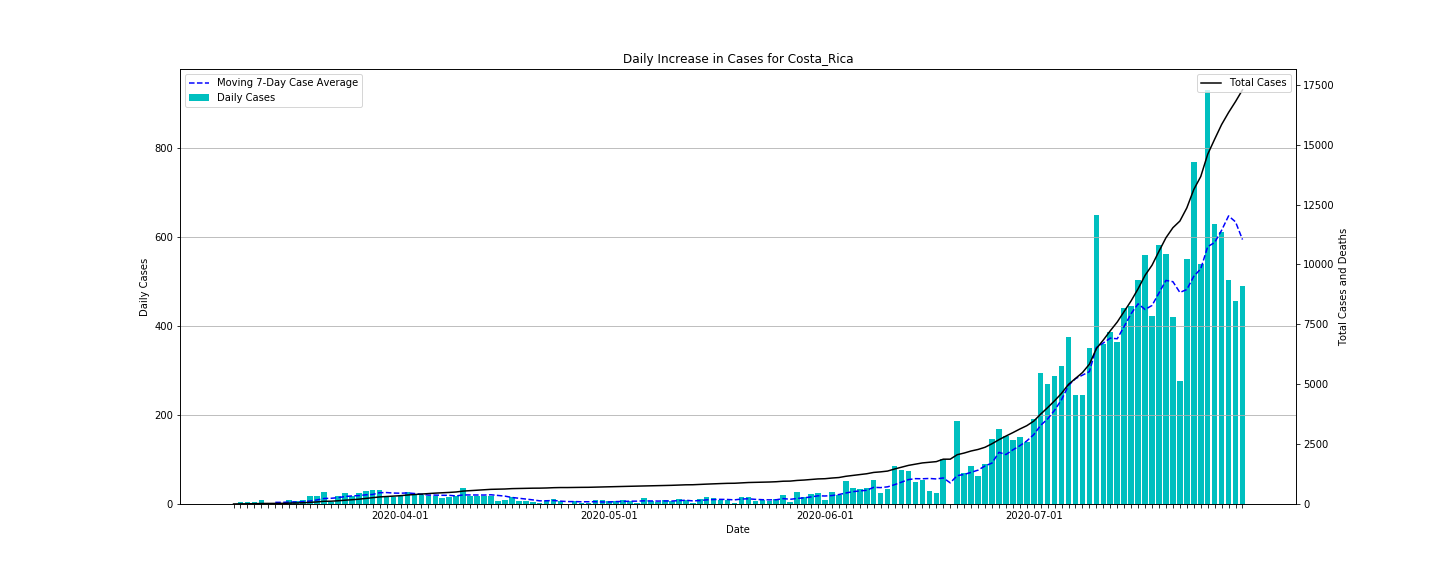 Daily Increase in Cases for Costa_Rica
Moving 7-Day Case Average
Daily Cases
Total Cases
Daily Cases
800
600
400
200
0
17500
15000
12500
10000
7500
5000
2500
0
Total Cases and Deaths
2020-04-01
2020-05-01
2020-06-01
2020-07-01
Date